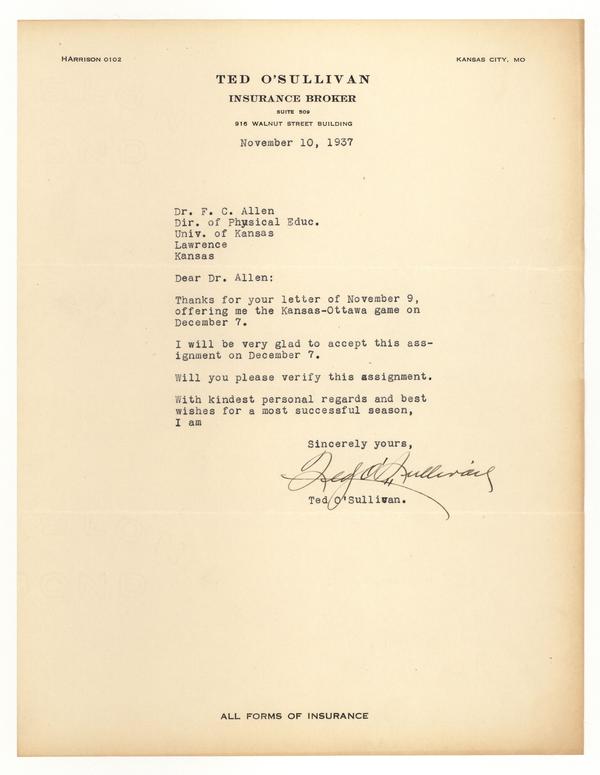 HARRISON 0102
KANSAS CITY, MO
TED O'SULLIVAN
INSURANCE BROKER
SUITE 509
916 WALNUT STREET BUILDING
November 10, 1937
Dr. F. C. Allen
Dir. of Physical Educ.
Univ. of Kansas
Lawrence
Kansas
Dear Dr. Allen:
Thanks for your letter of November 9,
offering me the Kansas-Ottawa game on
December 7.
I will be very glad to accept this ass-
ignment on December 7.
Will you please verify this assignment.
With kindest personal regards and best
wishes for a most successful season,
I am
Sincerely yours,
Ted O'Sullivan
Ted O'Sullivan.
ALL FORMS OF INSURANCE